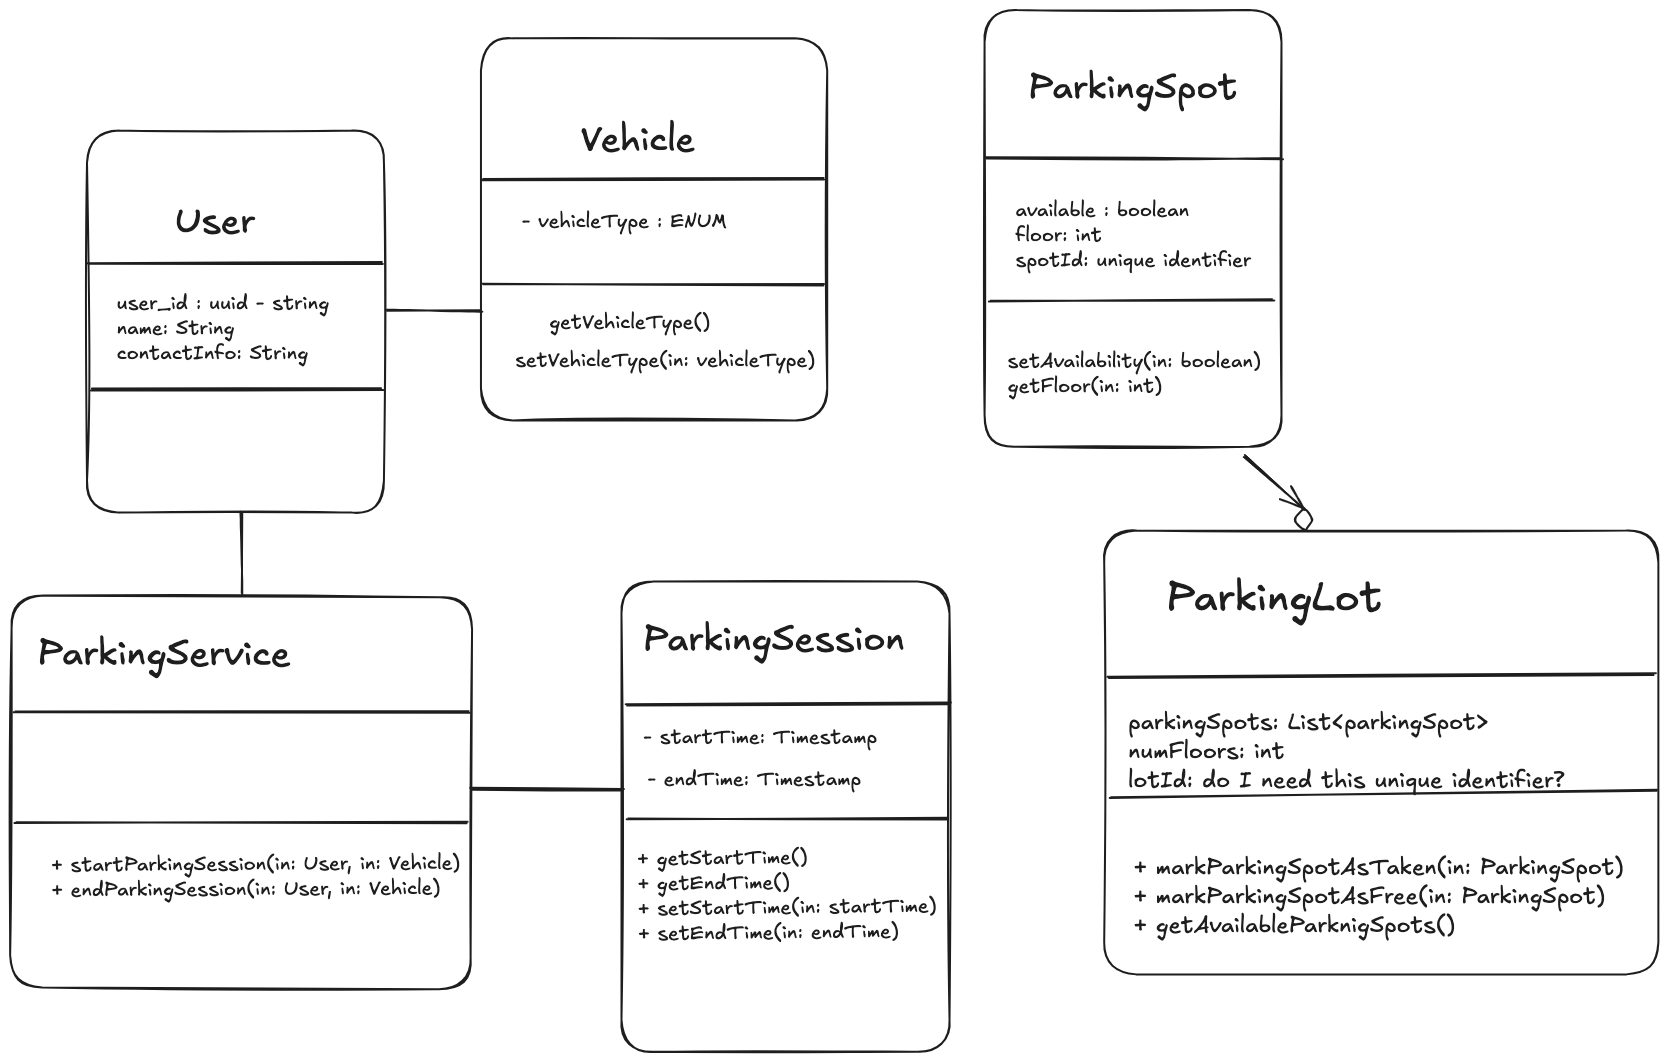 User
user_id : uuid - string
name: String
contactInfo: String
Vehicle
- vehicleType : ENUM
getVehicleType()
setVehicleType(in: vehicleType)
ParkingSpot
available : boolean
floor: int
spotId: unique identifier
setAvailability(in: boolean)
getFloor(in: int)
ParkingService
+ startParkingSession(in: User, in: Vehicle)
+ endParkingSession(in: User, in: Vehicle)
ParkingSession
- startTime: Timestamp
- endTime: Timestamp
+ getStartTime()
+ getEndTime()
+ setStartTime(in: startTime)
+ setEndTime(in: endTime)
ParkingLot
parkingSpots: List<parkingSpot>
numFloors: int
lotId: do I need this unique identifier?
+ markParkingSpotAsTaken(in: ParkingSpot)
+ markParkingSpotAsFree(in: ParkingSpot)
+ getAvailableParknigSpots()